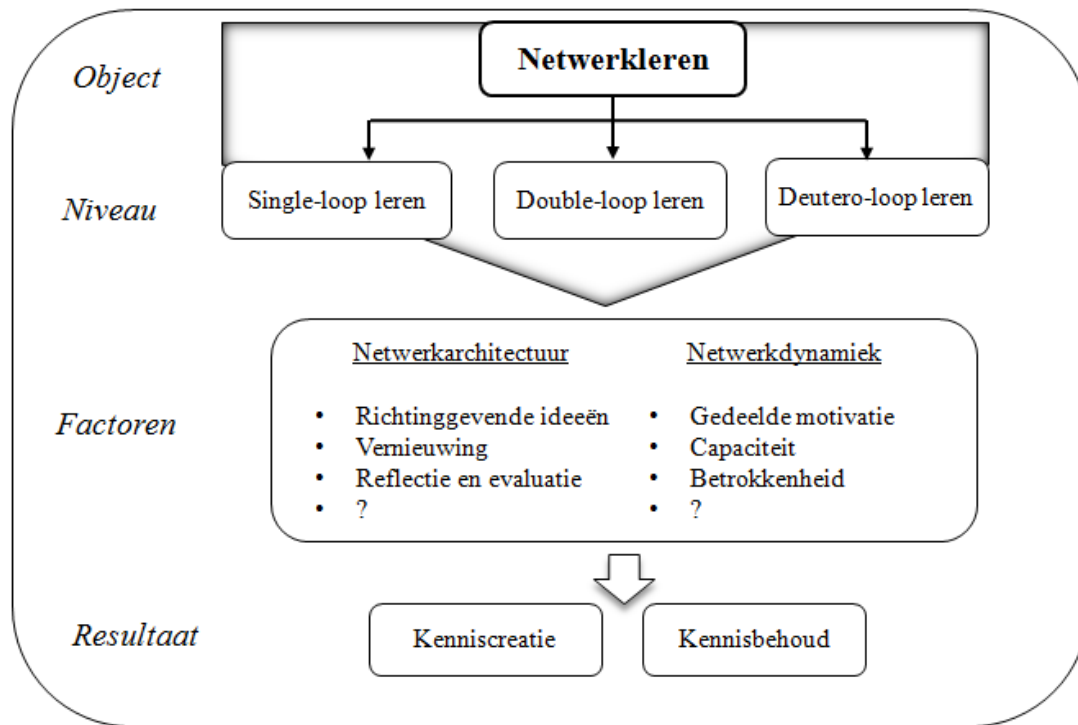 Object
Netwerkleren
Niveau
Single-loop leren
Double-loop leren
Deutero-loop leren
Factoren
Netwerkarchitectuur
• Richtinggevende ideeën
• Vernieuwing
• Reflectie en evaluatie
• ?
Netwerkdynamiek
• Gedeelde motivatie
• Capaciteit
• Betrokkenheid
• ?
Resultaat
Kenniscreatie
Kennisbehoud